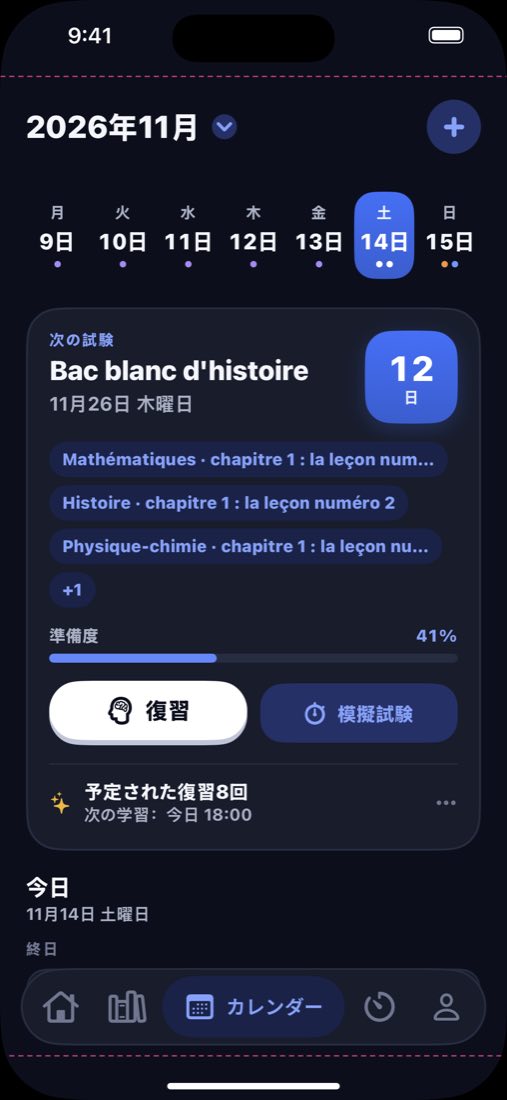 9:41
2026年11月
月 火 水 木 金 土 日
9日 10日 11日 12日 13日 14日 15日
次の試験
Bac blanc d'histoire
11月26日 木曜日
12
日
Mathématiques · chapitre 1 : la leçon num…
Histoire · chapitre 1 : la leçon numéro 2
Physique-chimie · chapitre 1 : la leçon nu…
+1
準備度 41%
復習 模擬試験
予定された復習8回
次の学習: 今日 18:00
今日
11月14日 土曜日
終日
カレンダー